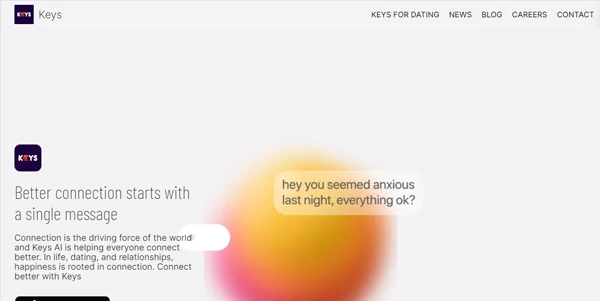 KEYS
Keys
KEYS FOR DATING NEWS BLOG CAREERS CONTACT
KEYS
Better connection starts with
a single message
Connection is the driving force of the world
and Keys AI is helping everyone connect
better. In life, dating, and relationships,
happiness is rooted in connection. Connect
better with Keys
hey you seemed anxious
last night, everything ok?